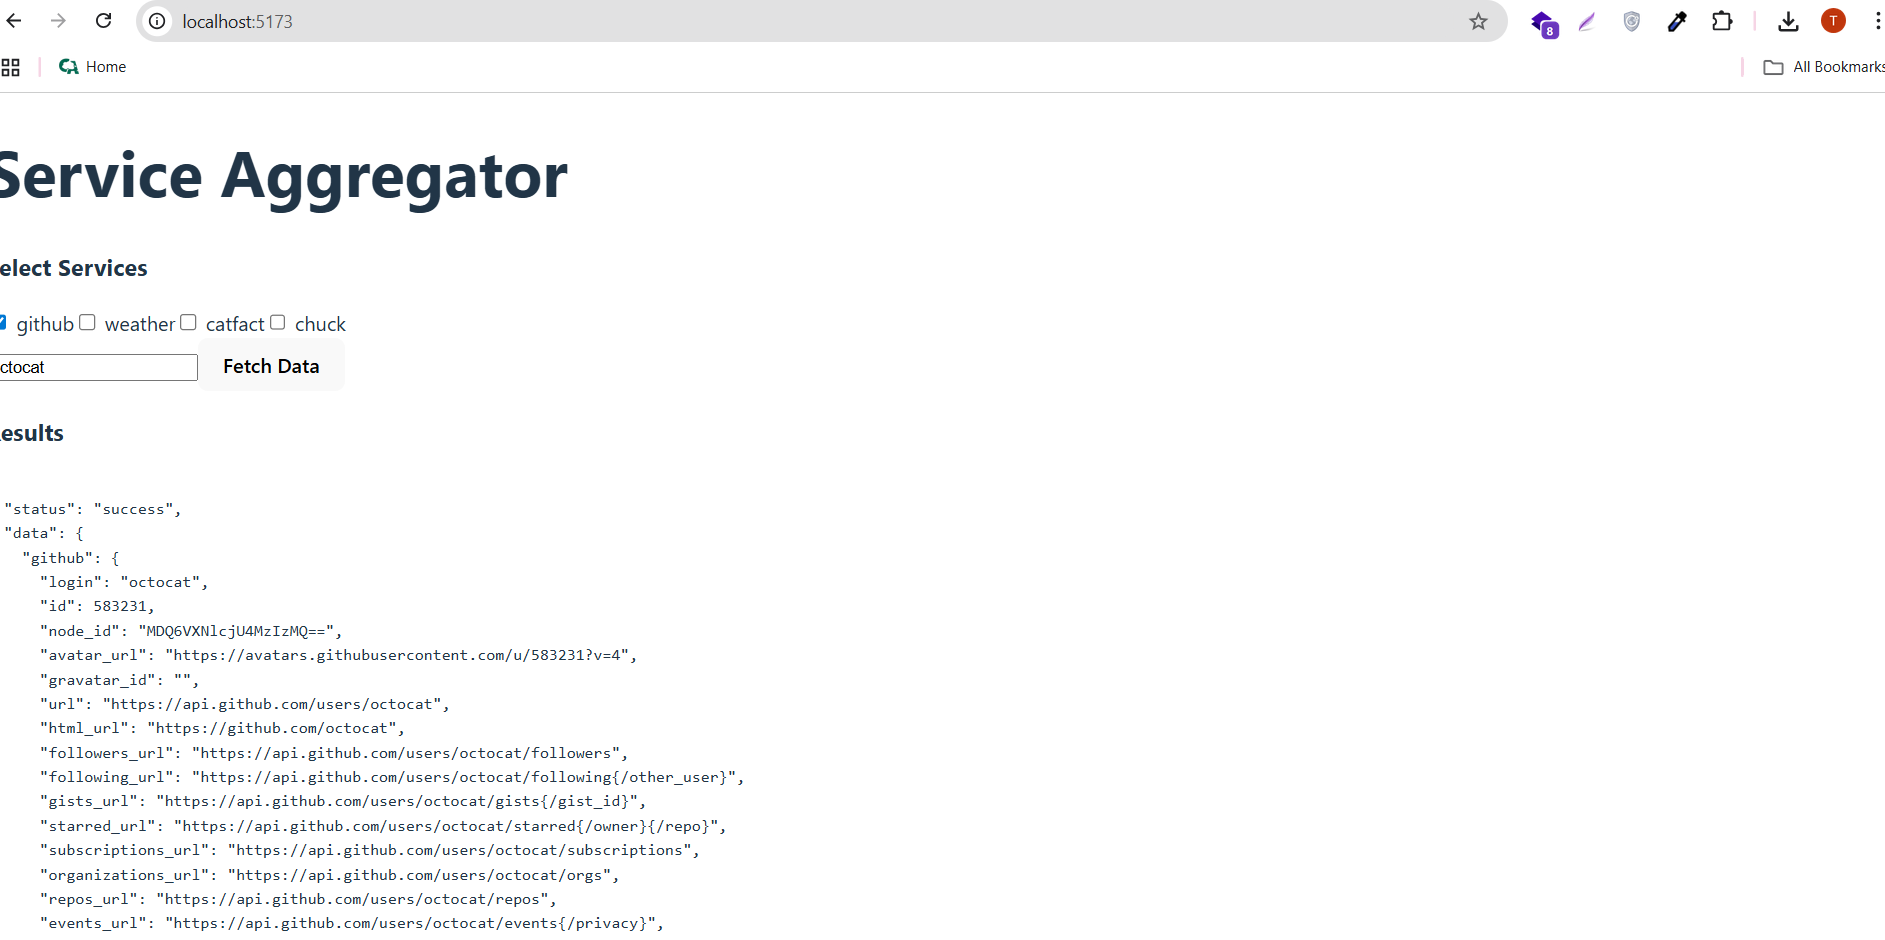 localhost:5173
8
T
Home
All Bookmarks
Service Aggregator
elect Services
github weather catfact chuck
ctocat Fetch Data
esults
"status": "success",
"data": {
"github": {
"login": "octocat",
"id": 583231,
"node_id": "MDQ6VXNlcjU4MzIzMQ==",
"avatar_url": "https://avatars.githubusercontent.com/u/583231?v=4",
"gravatar_id": "",
"url": "https://api.github.com/users/octocat",
"html_url": "https://github.com/octocat",
"followers_url": "https://api.github.com/users/octocat/followers",
"following_url": "https://api.github.com/users/octocat/following{/other_user}",
"gists_url": "https://api.github.com/users/octocat/gists{/gist_id}",
"starred_url": "https://api.github.com/users/octocat/starred{/owner}{/repo}",
"subscriptions_url": "https://api.github.com/users/octocat/subscriptions",
"organizations_url": "https://api.github.com/users/octocat/orgs",
"repos_url": "https://api.github.com/users/octocat/repos",
"events_url": "https://api.github.com/users/octocat/events{/privacy}",